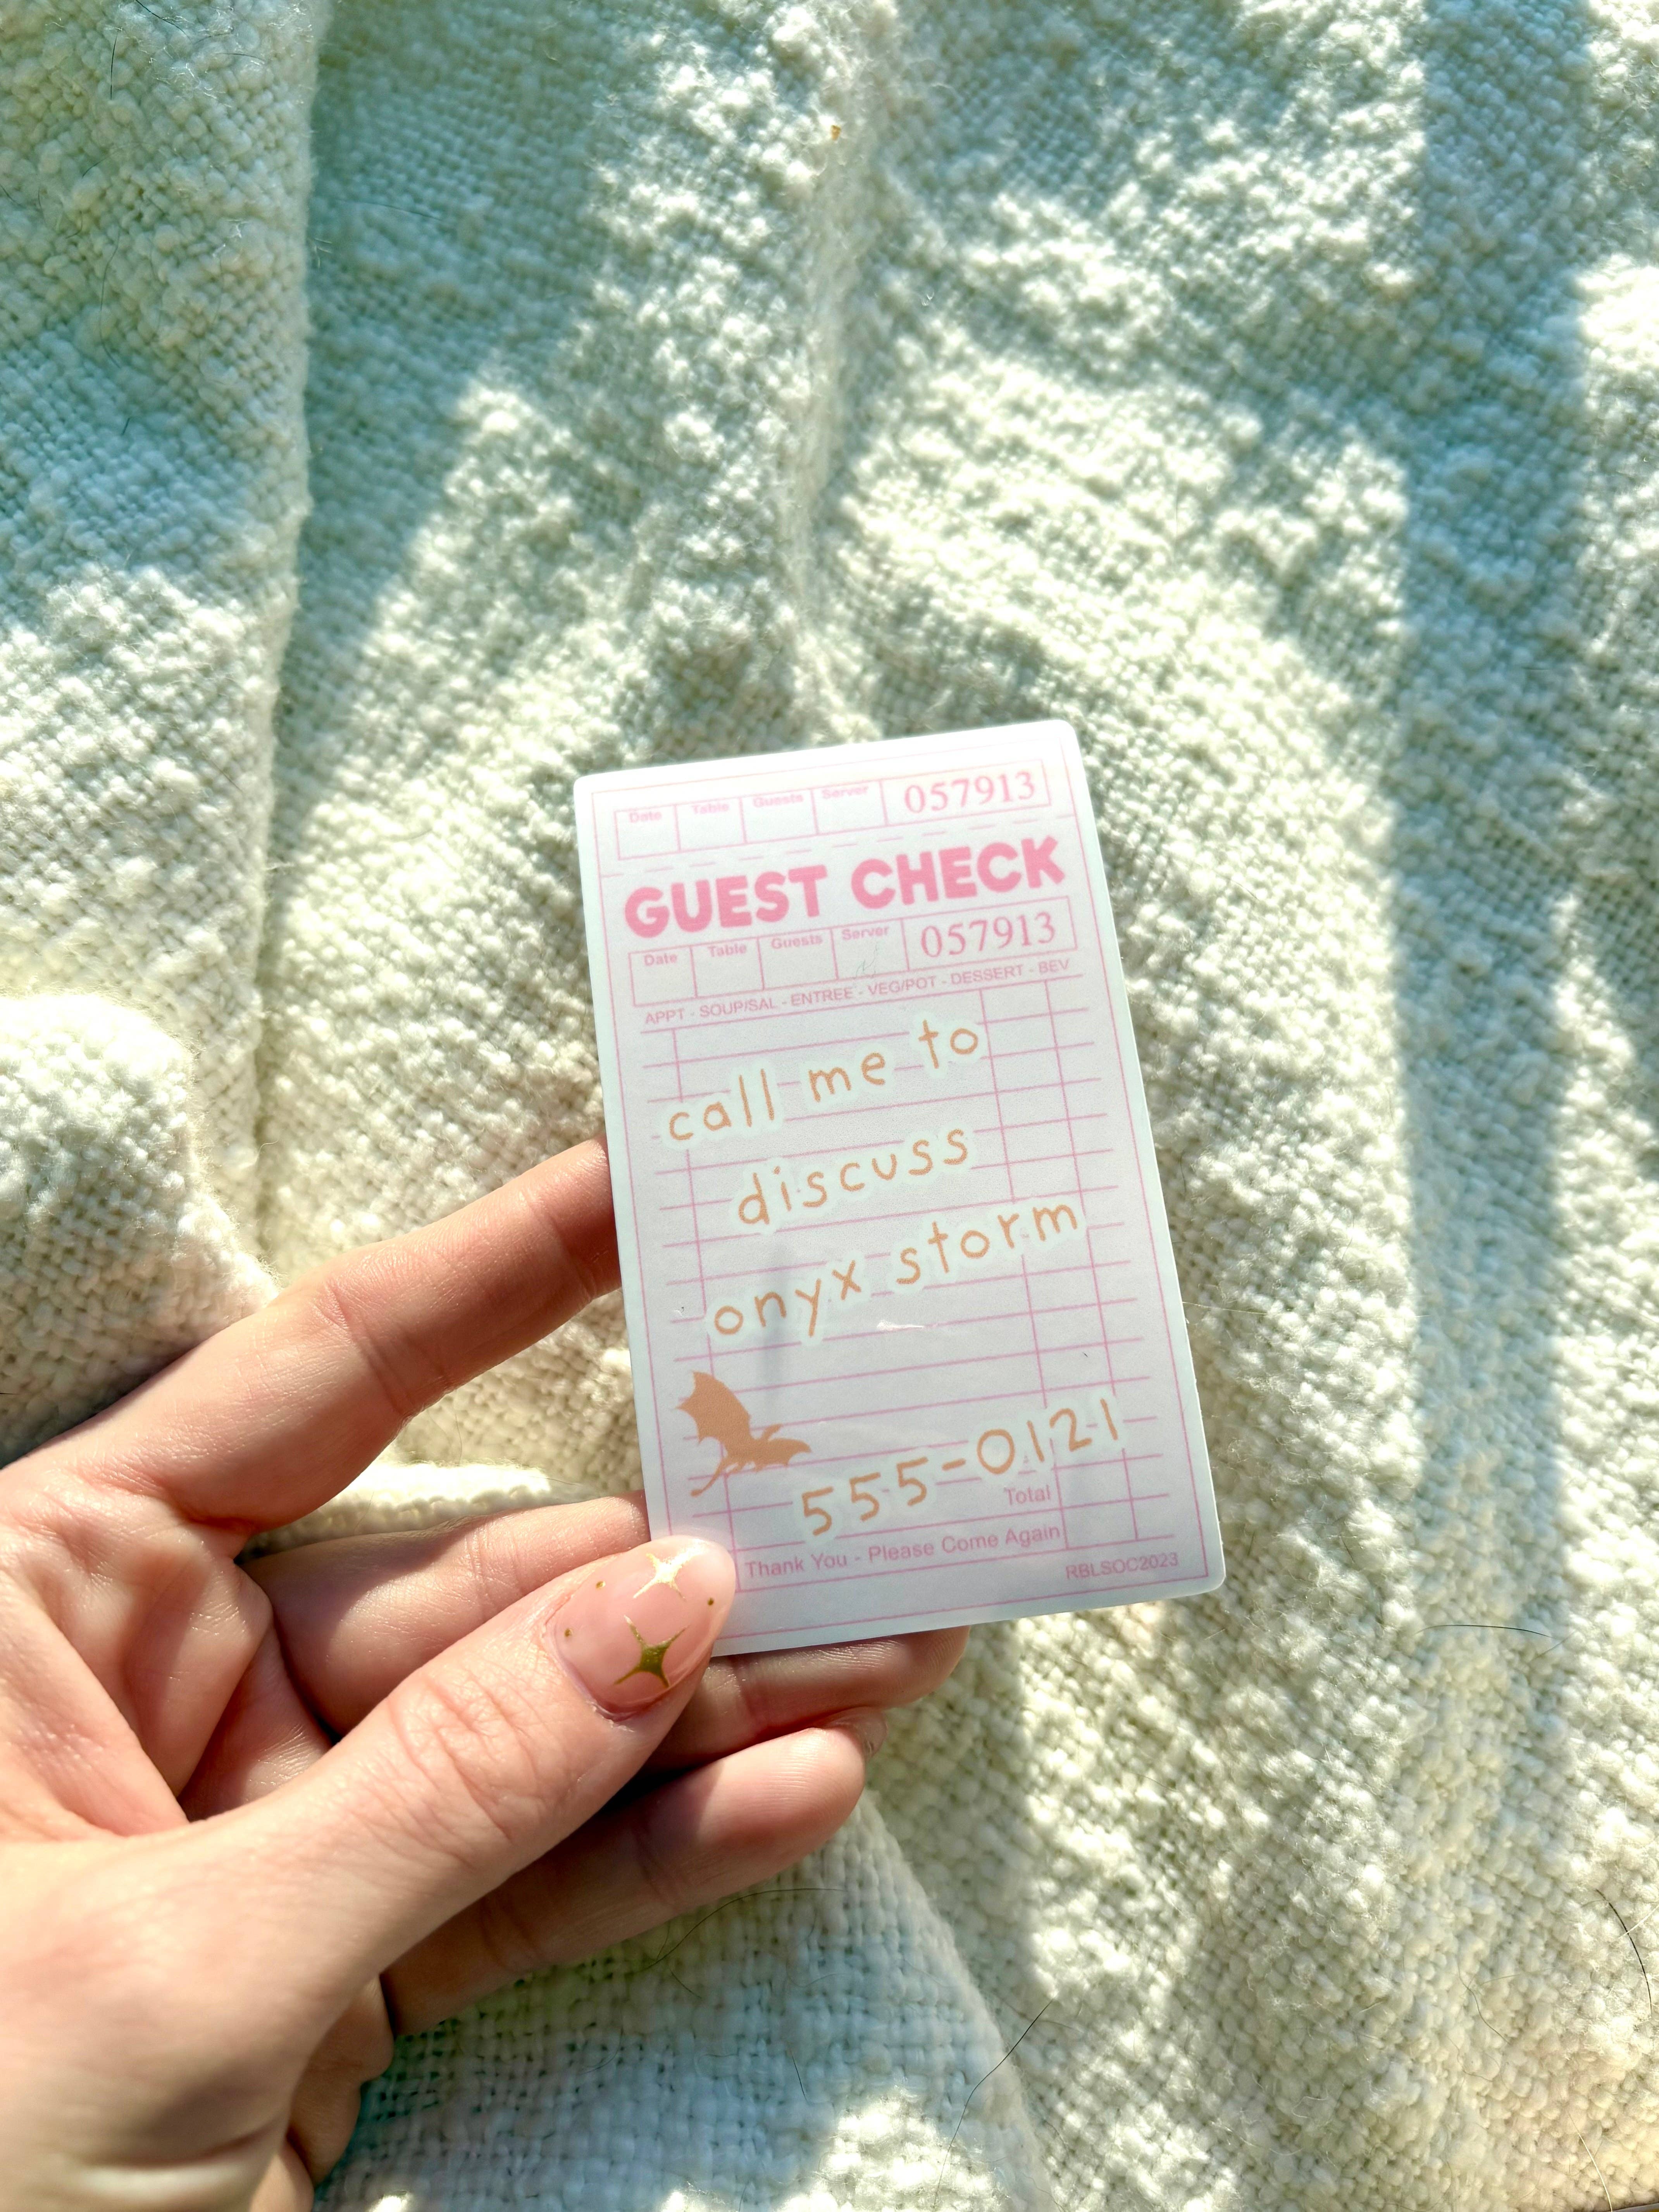 Date Table Guests Server 057913
GUEST CHECK
Date Table Guests Server 057913
APPT - SOUP/SAL - ENTREE - VEG/POT - DESSERT - BEV
call me to
discuss
onyx storm
555-0121
Total
Thank You - Please Come Again
RBLSOC2023